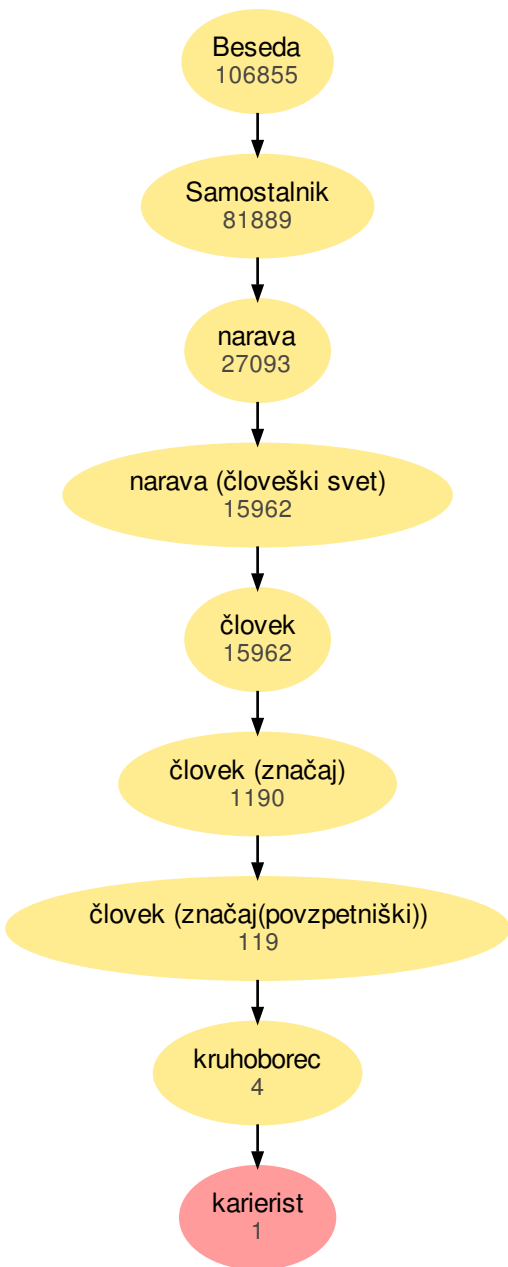 Beseda
106855
Samostalnik
81889
narava
27093
narava (človeški svet)
15962
človek
15962
človek (značaj)
1190
človek (značaj(povzpetniški))
119
kruhoborec
4
karierist
1